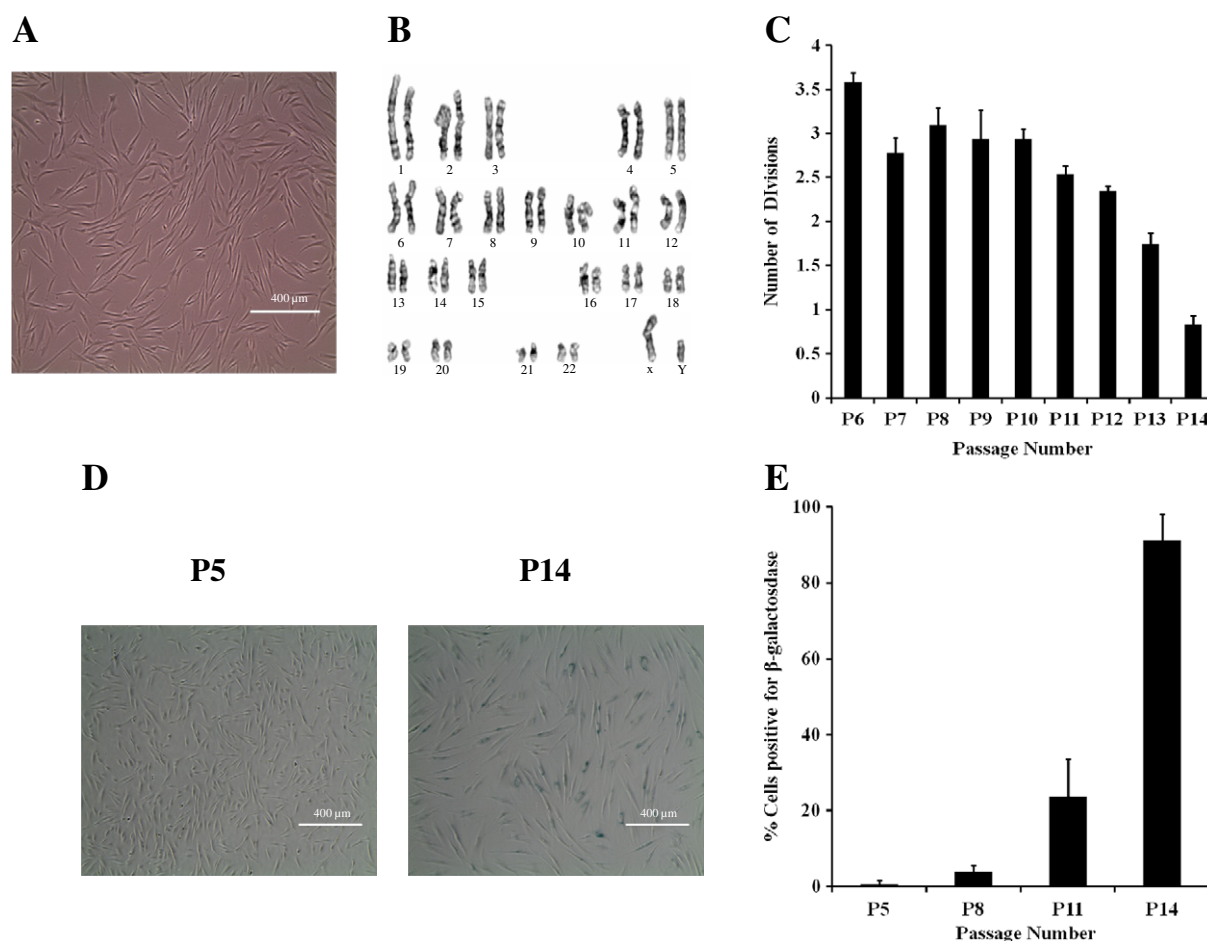 A
400 µm
B
1 2 3 4 5
6 7 8 9 10 11 12
13 14 15 16 17 18
19 20 21 22 x Y
C
Number of DIvisions
4
3.5
3
2.5
2
1.5
1
0.5
0
P6 P7 P8 P9 P10 P11 P12 P13 P14
Passage Number
D
P5 P14
400 µm 400 µm
E
% Cells positive for β-galactosdase
100
80
60
40
20
0
P5 P8 P11 P14
Passage Number